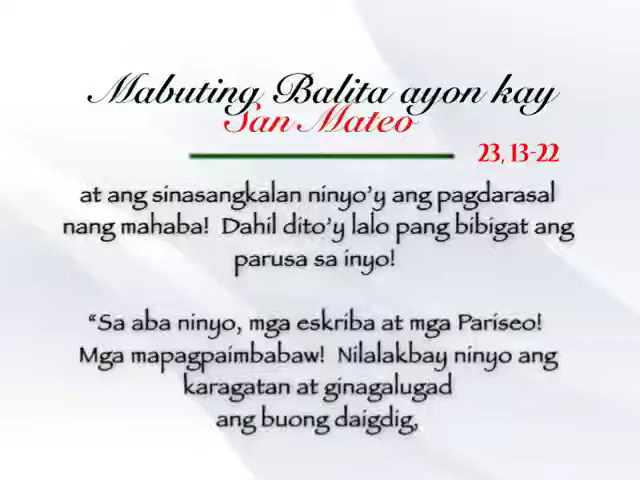 Mabuting Balita ayon kay
San Mateo
23, 13-22
at ang sinasangkalan ninyo’y ang pagdarasal
nang mahaba! Dahil dito’y lalo pang bibigat ang
parusa sa inyo!
“Sa aba ninyo, mga eskriba at mga Pariseo!
Mga mapagpaimbabaw! Nilalakbay ninyo ang
karagatan at ginagalugad
ang buong daigdig,